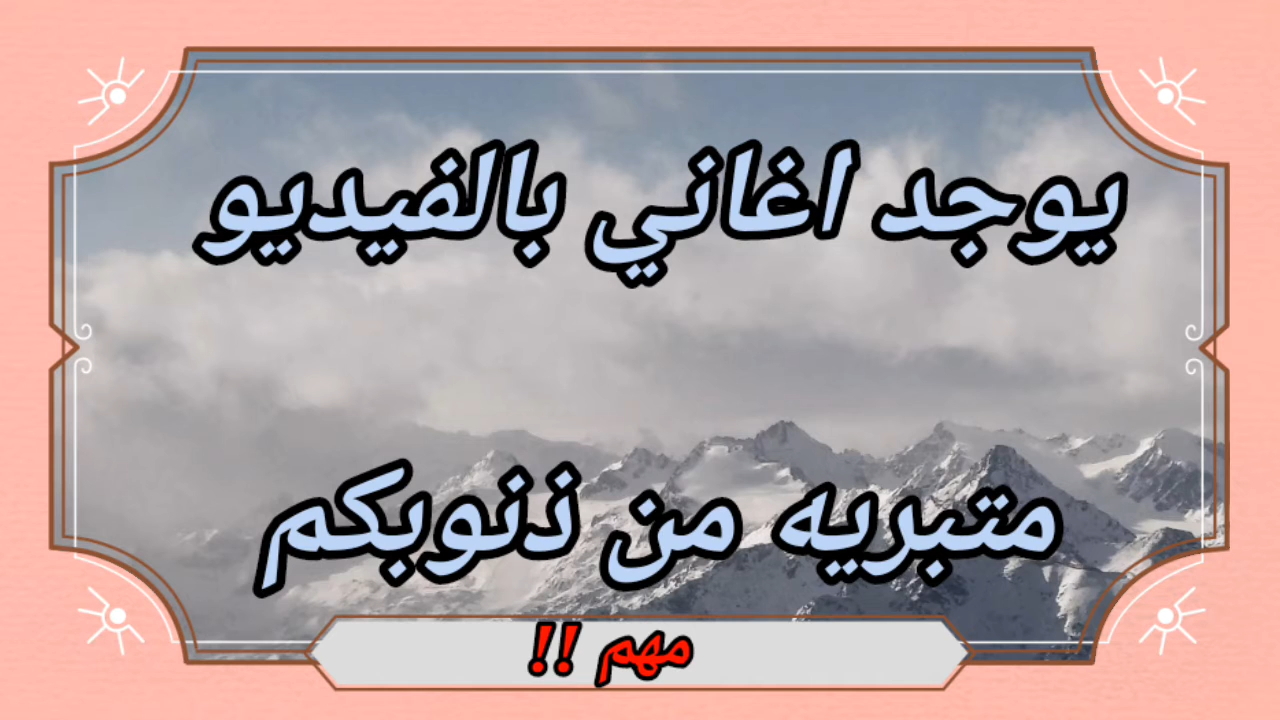 يوجد اغاني بالفيديو
متبريه من ذنوبكم
مهم !!